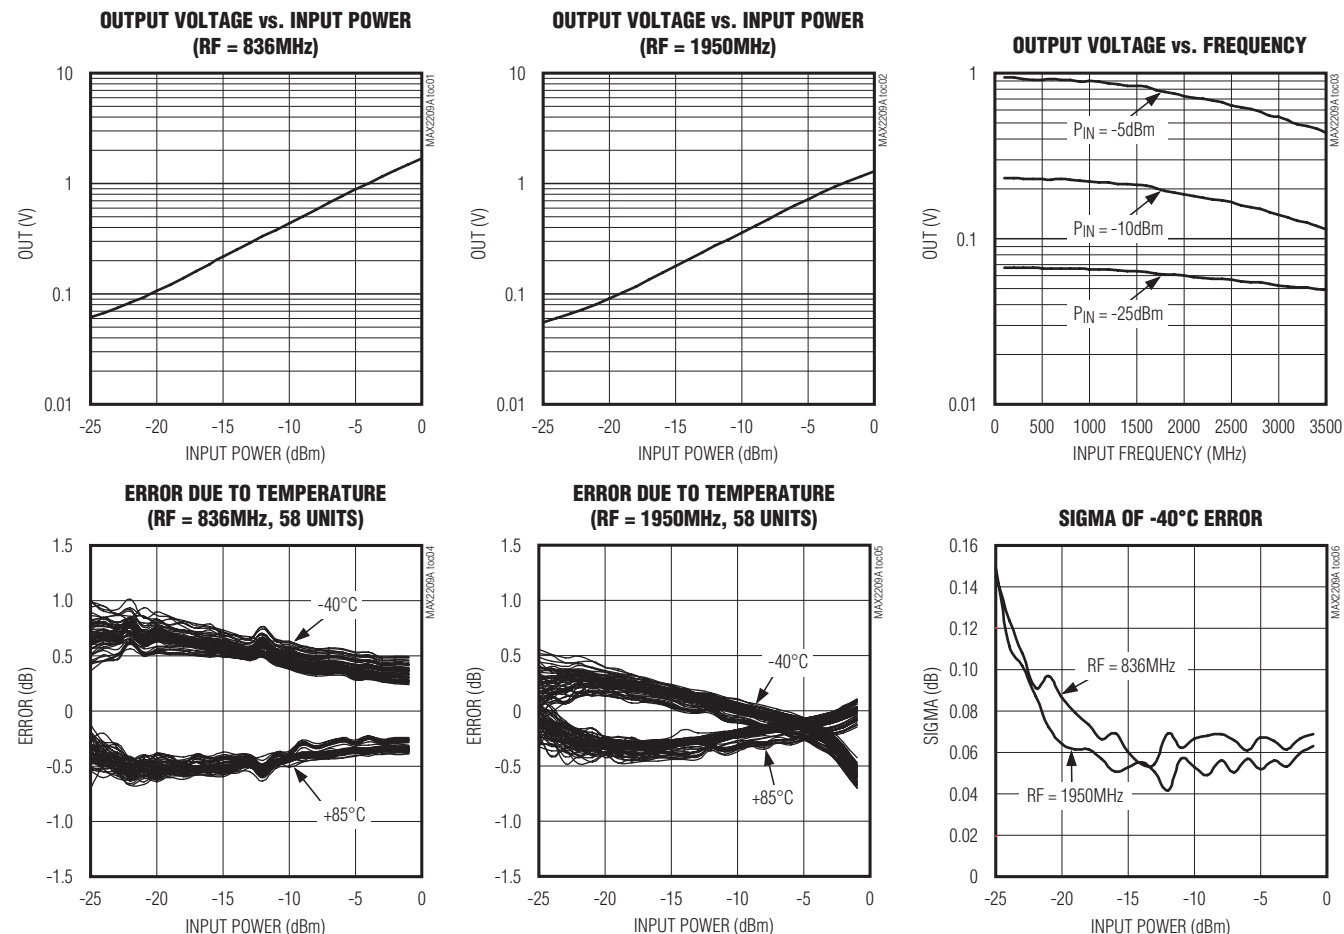 OUTPUT VOLTAGE vs. INPUT POWER
(RF = 836MHz)
10
1
0.1
0.01
OUT (V)
-25 -20 -15 -10 -5 0
INPUT POWER (dBm)
MAX2209A toc01
OUTPUT VOLTAGE vs. INPUT POWER
(RF = 1950MHz)
10
1
0.1
0.01
OUT (V)
-25 -20 -15 -10 -5 0
INPUT POWER (dBm)
MAX2209A toc02
OUTPUT VOLTAGE vs. FREQUENCY
1
0.1
0.01
OUT (V)
PIN = -5dBm
PIN = -10dBm
PIN = -25dBm
0 500 1000 1500 2000 2500 3000 3500
INPUT FREQUENCY (MHz)
MAX2209A toc03
ERROR DUE TO TEMPERATURE
(RF = 836MHz, 58 UNITS)
1.5
1.0
0.5
0
-0.5
-1.0
-1.5
ERROR (dB)
-40°C
+85°C
-25 -20 -15 -10 -5 0
INPUT POWER (dBm)
MAX2209A toc04
ERROR DUE TO TEMPERATURE
(RF = 1950MHz, 58 UNITS)
1.5
1.0
0.5
0
-0.5
-1.0
-1.5
ERROR (dB)
-40°C
+85°C
-25 -20 -15 -10 -5 0
INPUT POWER (dBm)
MAX2209A toc05
SIGMA OF -40°C ERROR
0.16
0.14
0.12
0.10
0.08
0.06
0.04
0.02
0
SIGMA (dB)
RF = 836MHz
RF = 1950MHz
-25 -20 -15 -10 -5 0
INPUT POWER (dBm)
MAX2209A toc06